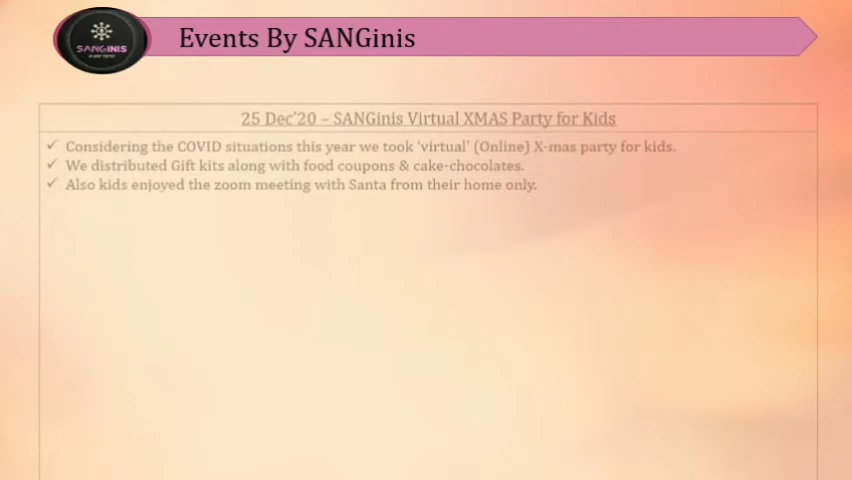 SANGINIS
Events By SANGinis
25 Dec'20 – SANGinis Virtual XMAS Party for Kids
✓ Considering the COVID situations this year we took 'virtual' (Online) X-mas party for kids.
✓ We distributed Gift kits along with food coupons & cake-chocolates.
✓ Also kids enjoyed the zoom meeting with Santa from their home only.